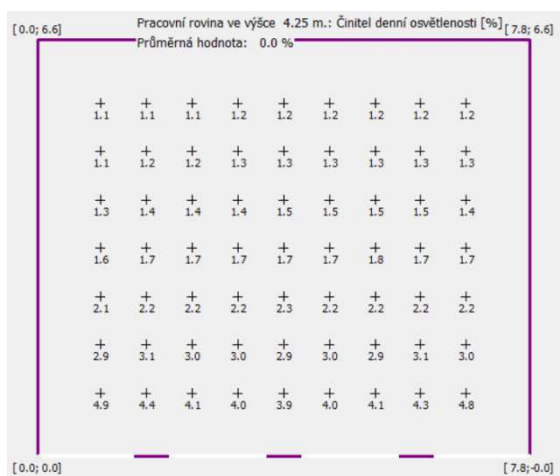 Pracovní rovina ve výšce 4.25 m.: Činitel denní osvětlenosti [%]
[0.0; 6.6] [7.8; 6.6]
Průměrná hodnota: 0.0 %
1.1 1.1 1.1 1.2 1.2 1.2 1.2 1.2 1.2
1.1 1.2 1.2 1.3 1.3 1.3 1.3 1.3 1.3
1.3 1.4 1.4 1.4 1.5 1.5 1.5 1.5 1.4
1.6 1.7 1.7 1.7 1.7 1.7 1.8 1.7 1.7
2.1 2.2 2.2 2.2 2.3 2.2 2.2 2.2 2.2
2.9 3.1 3.0 3.0 2.9 3.0 2.9 3.1 3.0
4.9 4.4 4.1 4.0 3.9 4.0 4.1 4.3 4.8
[0.0; 0.0] [7.8;-0.0]